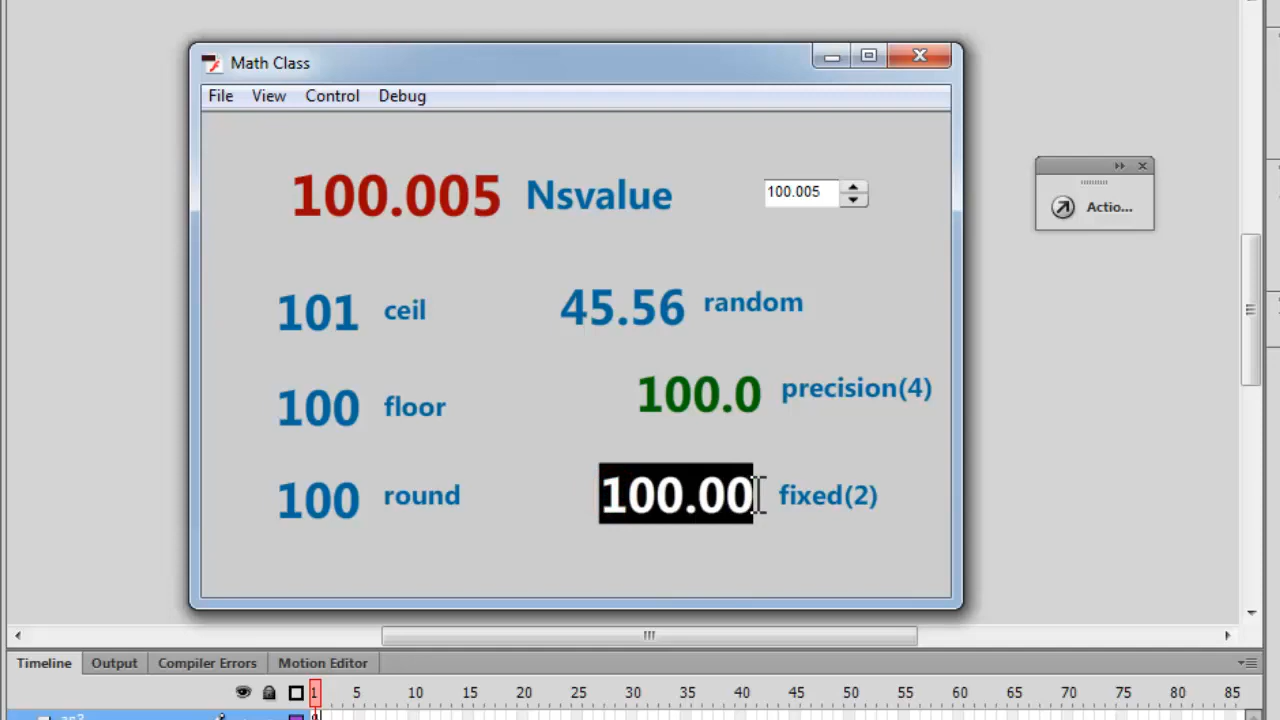 Math Class
File View Control Debug
100.005 Nsvalue 100.005
Actio...
101 ceil 45.56 random
100.0 precision(4)
100 floor
100 round 100.00 fixed(2)
Timeline Output Compiler Errors Motion Editor
1 5 10 15 20 25 30 35 40 45 50 55 60 65 70 75 80 85